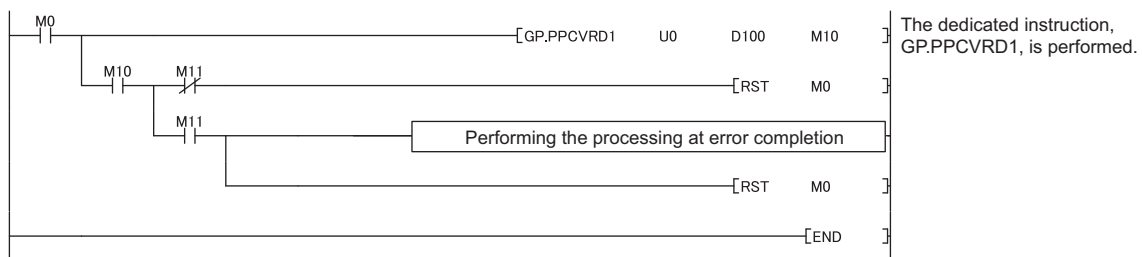 M0
GP.PPCVRD1 U0 D100 M10
The dedicated instruction,
GP.PPCVRD1, is performed.
M10 M11
RST M0
M11
Performing the processing at error completion
RST M0
END